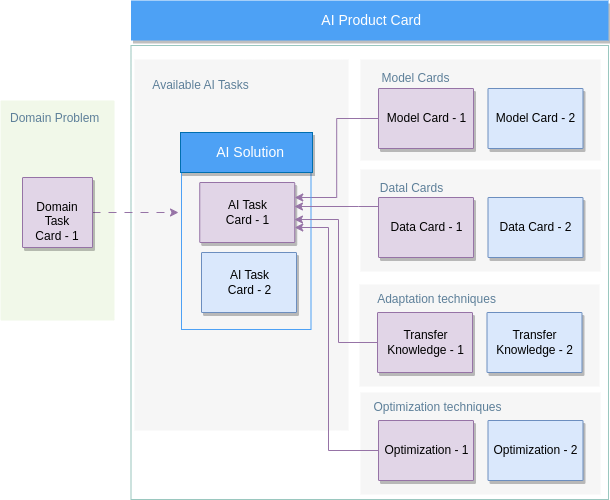 AI Product Card
Domain Problem
Domain
Task
Card - 1
Available AI Tasks
AI Solution
AI Task
Card - 1
AI Task
Card - 2
Model Cards
Model Card - 1
Model Card - 2
Datal Cards
Data Card - 1
Data Card - 2
Adaptation techniques
Transfer
Knowledge - 1
Transfer
Knowledge - 2
Optimization techniques
Optimization - 1
Optimization - 2